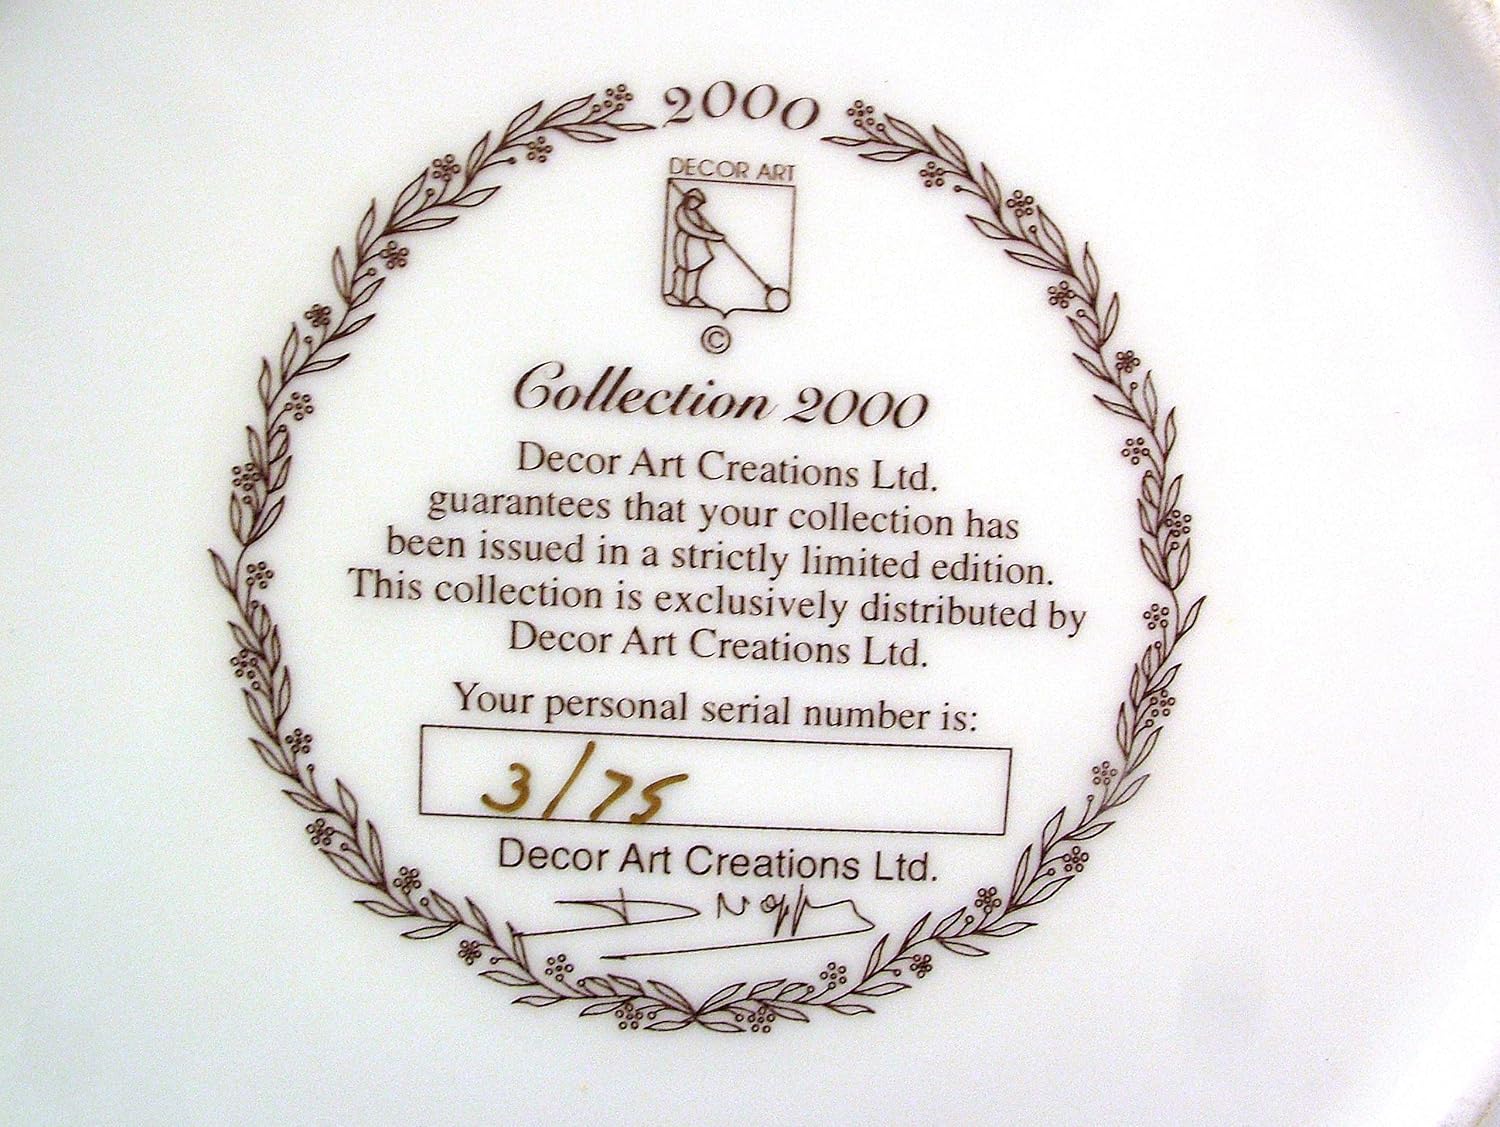 2000
DECOR ART
©
Collection 2000
Decor Art Creations Ltd.
guarantees that your collection has
been issued in a strictly limited edition.
This collection is exclusively distributed by
Decor Art Creations Ltd.
Your personal serial number is:
3/75
Decor Art Creations Ltd.